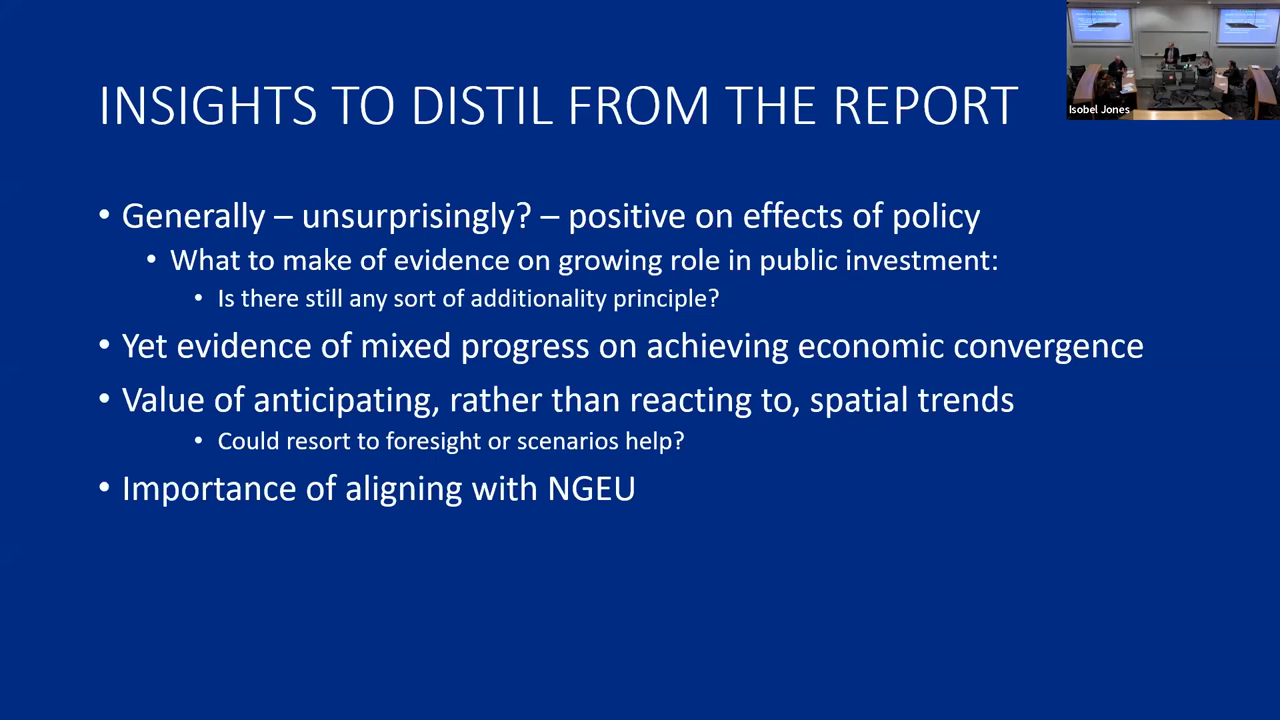 INSIGHTS TO DISTIL FROM THE REPORT
Isobel Jones
• Generally – unsurprisingly? – positive on effects of policy
• What to make of evidence on growing role in public investment:
• Is there still any sort of additionality principle?
• Yet evidence of mixed progress on achieving economic convergence
• Value of anticipating, rather than reacting to, spatial trends
• Could resort to foresight or scenarios help?
• Importance of aligning with NGEU